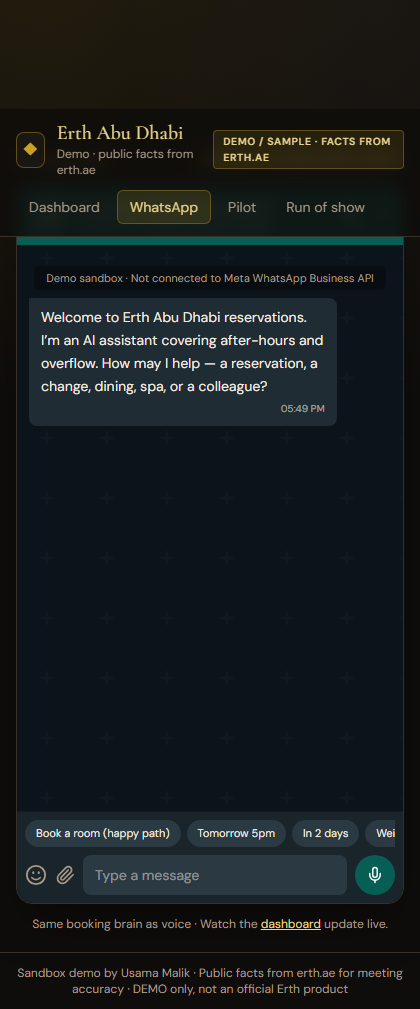 Erth Abu Dhabi
Demo · public facts from
erth.ae
DEMO / SAMPLE · FACTS FROM
ERTH.AE
Dashboard
WhatsApp
Pilot
Run of show
Demo sandbox · Not connected to Meta WhatsApp Business API
Welcome to Erth Abu Dhabi reservations.
I'm an AI assistant covering after-hours and
overflow. How may I help — a reservation, a
change, dining, spa, or a colleague?
05:49 PM
Book a room (happy path)
Tomorrow 5pm
In 2 days
Type a message
Same booking brain as voice · Watch the dashboard update live.
Sandbox demo by Usama Malik · Public facts from erth.ae for meeting
accuracy · DEMO only, not an official Erth product